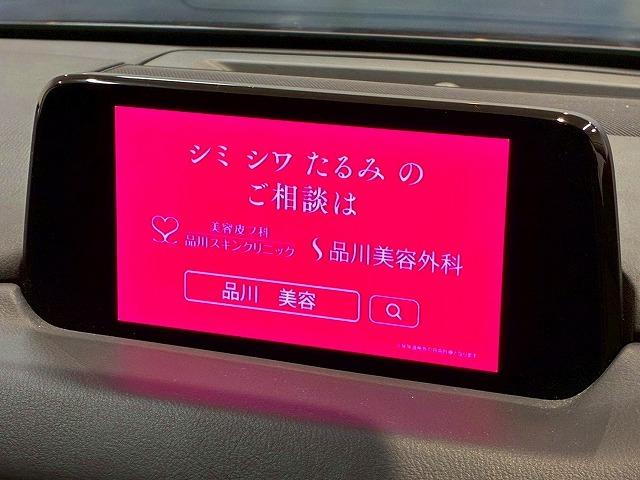 シミ シワ たるみ の
ご相談は
美容皮フ科
品川スキンクリニック
品川美容外科
品川 美容